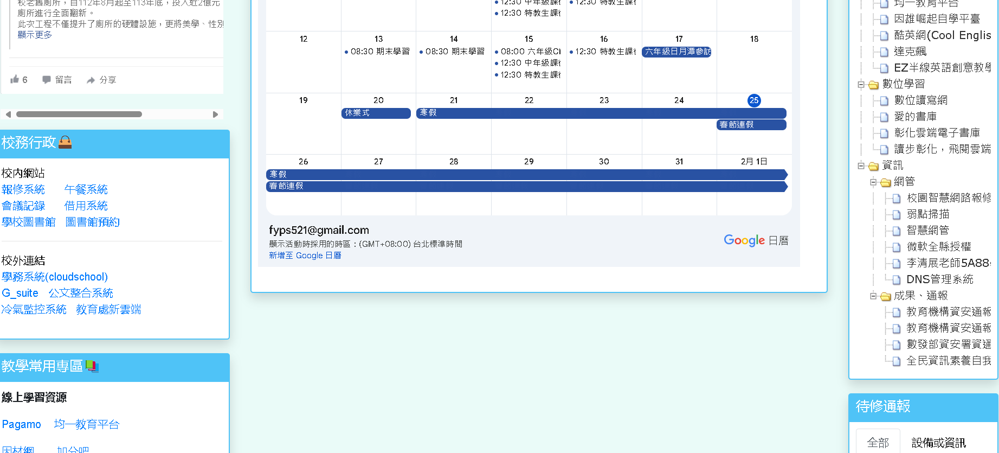 校老舊廁所，自112年8月起至113年底，投入近2億元
廁所進行全面翻新。
此次工程不僅提升了廁所的硬體設施，更將美學、性別
顯示更多
6 留言 分享
校務行政
校內網站
報修系統 午餐系統
會議記錄 借用系統
學校圖書館 圖書館預約
校外連結
學務系統(cloudschool)
G_suite 公文整合系統
冷氣監控系統 教育處新雲端
教學常用專區
線上學習資源
Pagamo 均一教育平台
因材網 加分吧
12:30 中年級課後 12:30 特教生課後
12:30 特教生課後
12 13 14 15 16 17 18
08:30 期末學習 08:30 期末學習 08:00 六年級 12:30 特教生課後 六年級日月潭參訪
12:30 中年級課後
12:30 特教生課後
19 20 21 22 23 24 25
休業式 寒假
春節連假
26 27 28 29 30 31 2月 1日
寒假
春節連假
fyps521@gmail.com
顯示活動時採用的時區：(GMT+08:00) 台北標準時間
新增至 Google 日曆
Google 日曆
均一教育平台
因雄崛起自學平臺
酷英網(Cool Englis
達克飆
EZ半線英語創意教學
數位學習
數位讀寫網
愛的書庫
彰化雲端電子書庫
讀步彰化，飛閱雲端
資訊
網管
校園智慧網路報修
弱點掃描
智慧網管
微軟全縣授權
李清展老師5A88
DNS管理系統
成果、通報
教育機構資安通報
教育機構資安通報
數發部資安署資通
全民資訊素養自我
待修通報
全部 設備或資訊